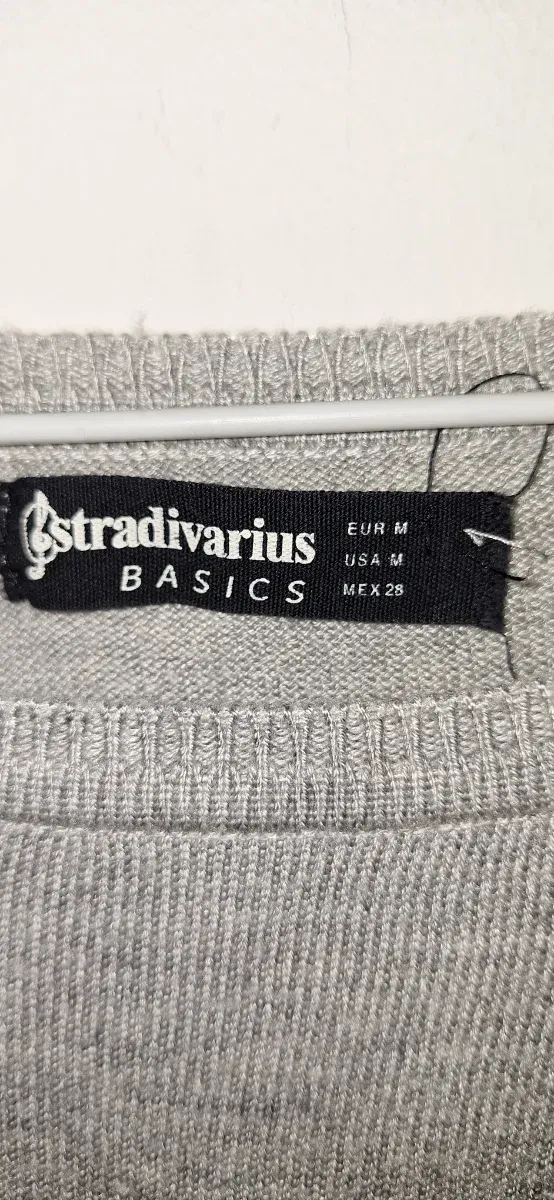 stradivarius
BASICS
EUR M
USA M
MEX 28